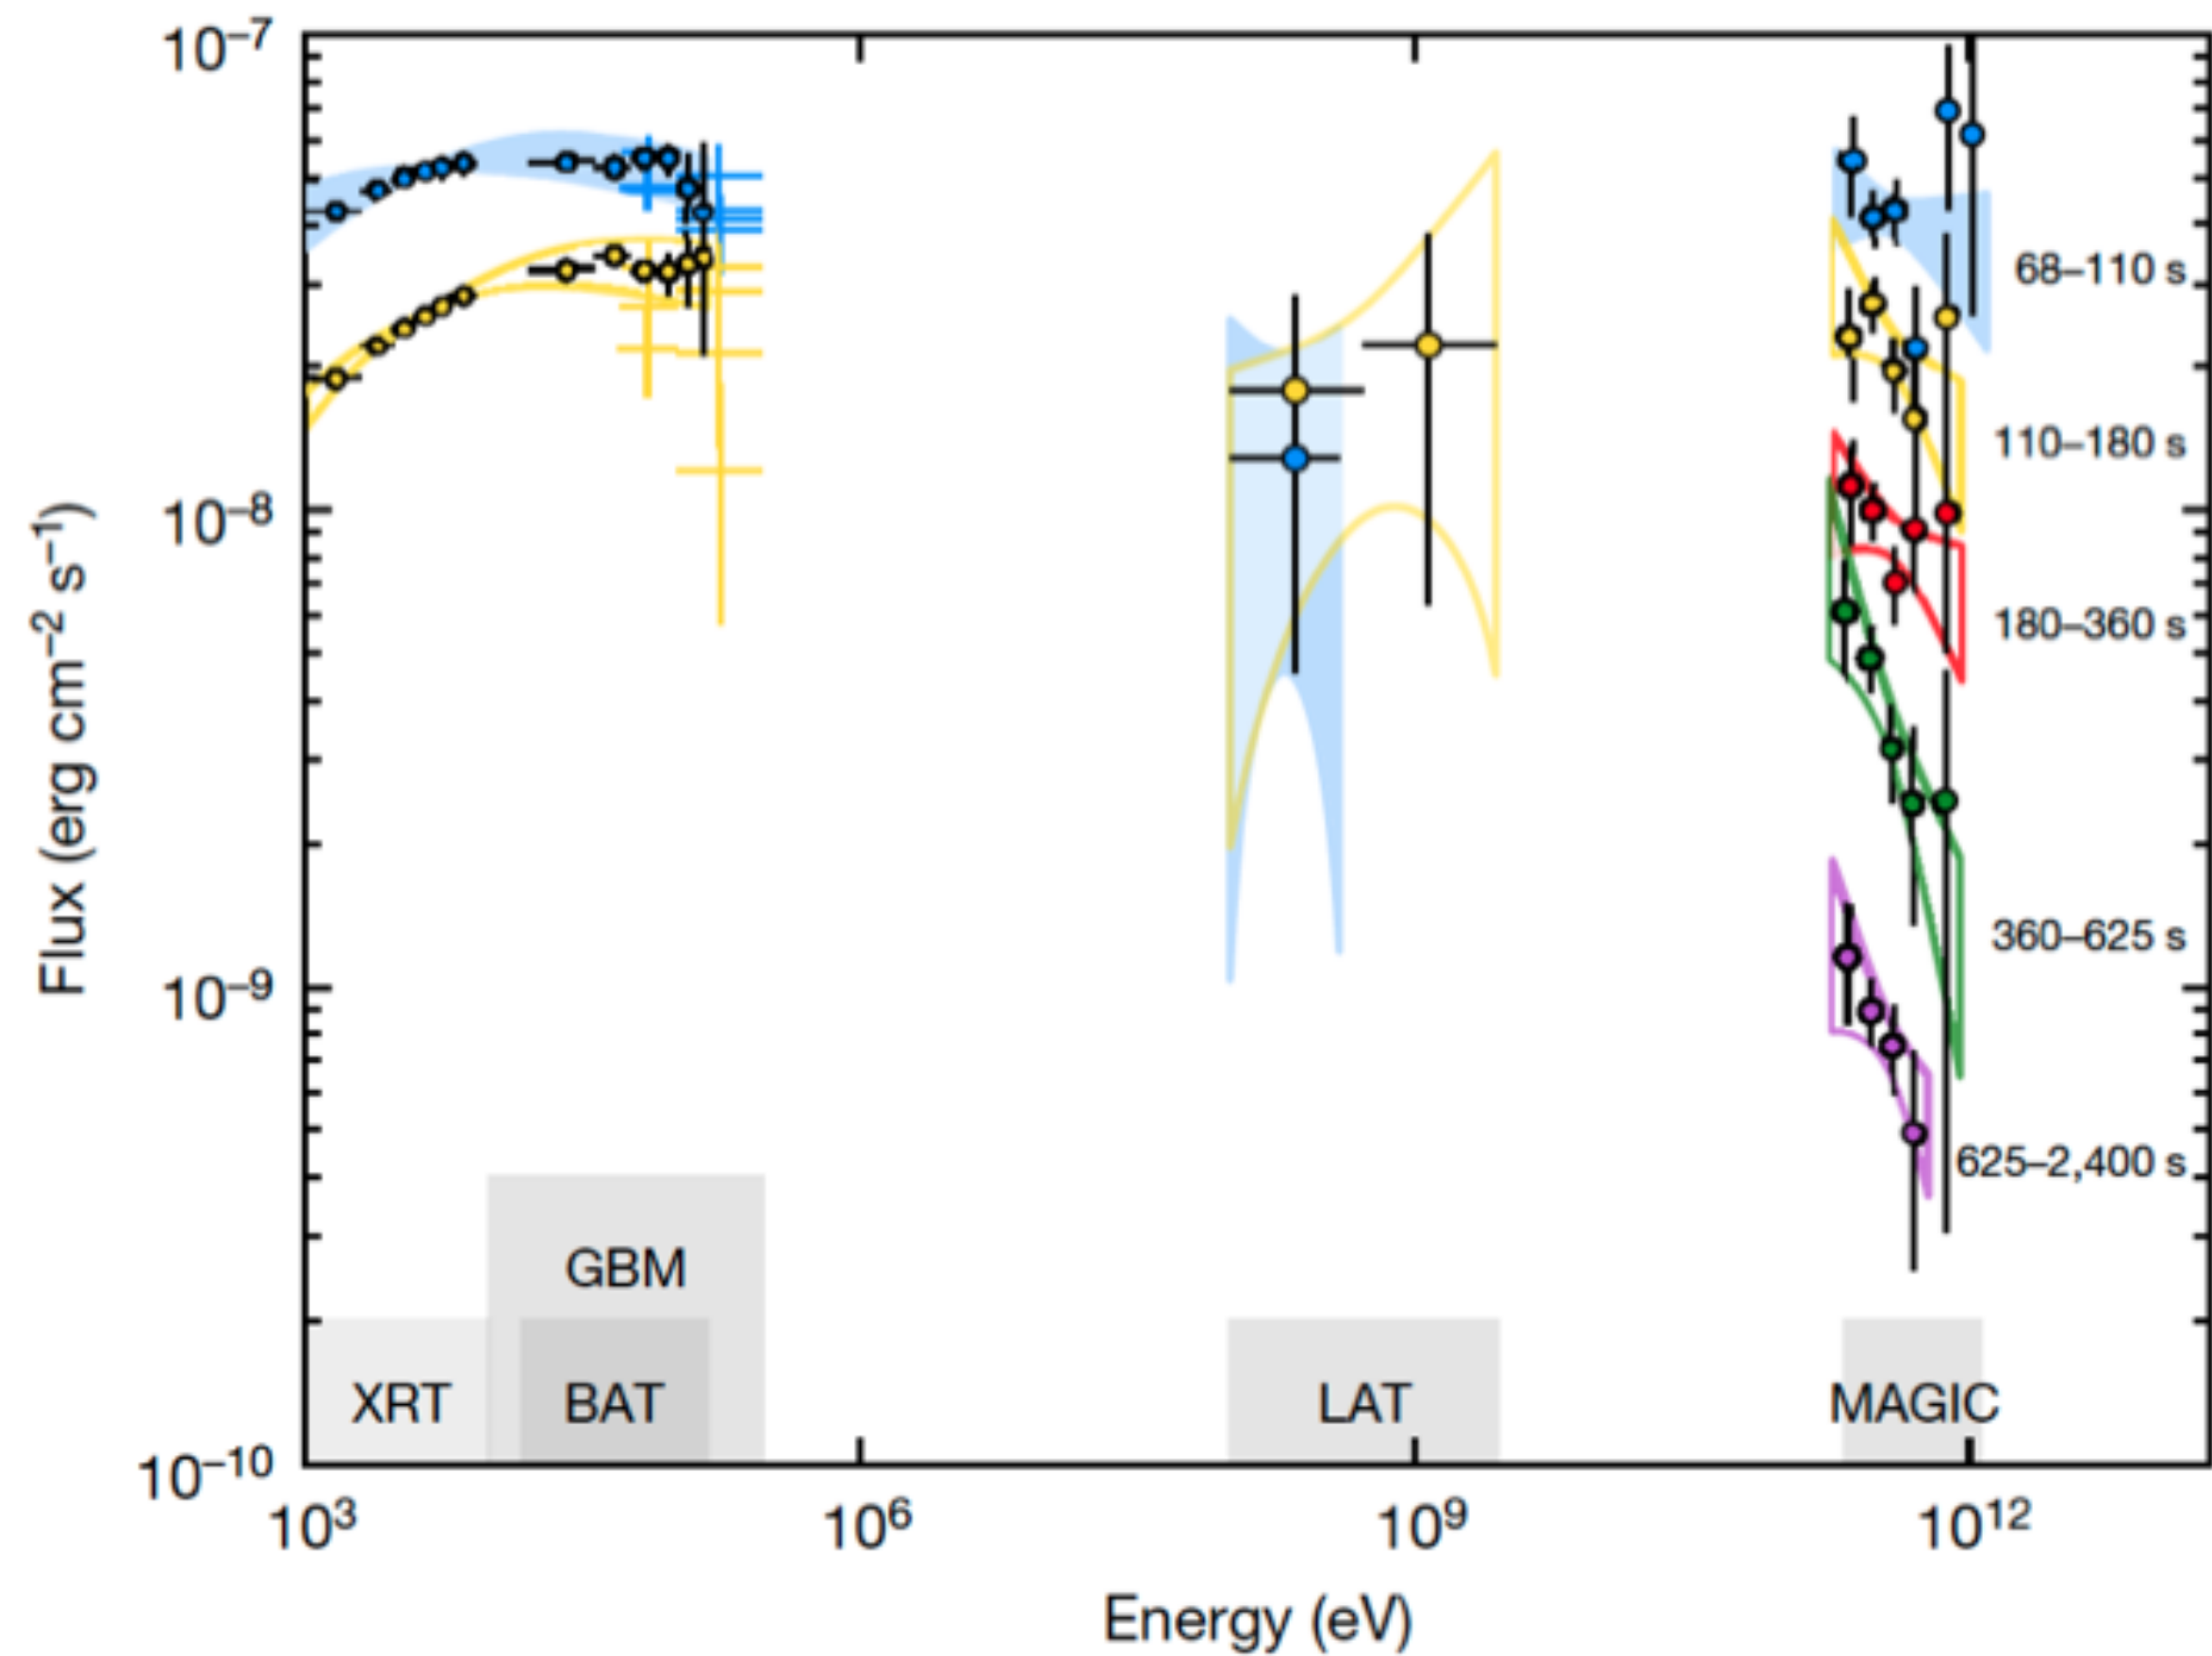 10⁻⁷
10⁻⁸
10⁻⁹
10⁻¹⁰
Flux (erg cm⁻² s⁻¹)
68–110 s
110–180 s
180–360 s
360–625 s
625–2,400 s
GBM
XRT
BAT
LAT
MAGIC
10³
10⁶
10⁹
10¹²
Energy (eV)